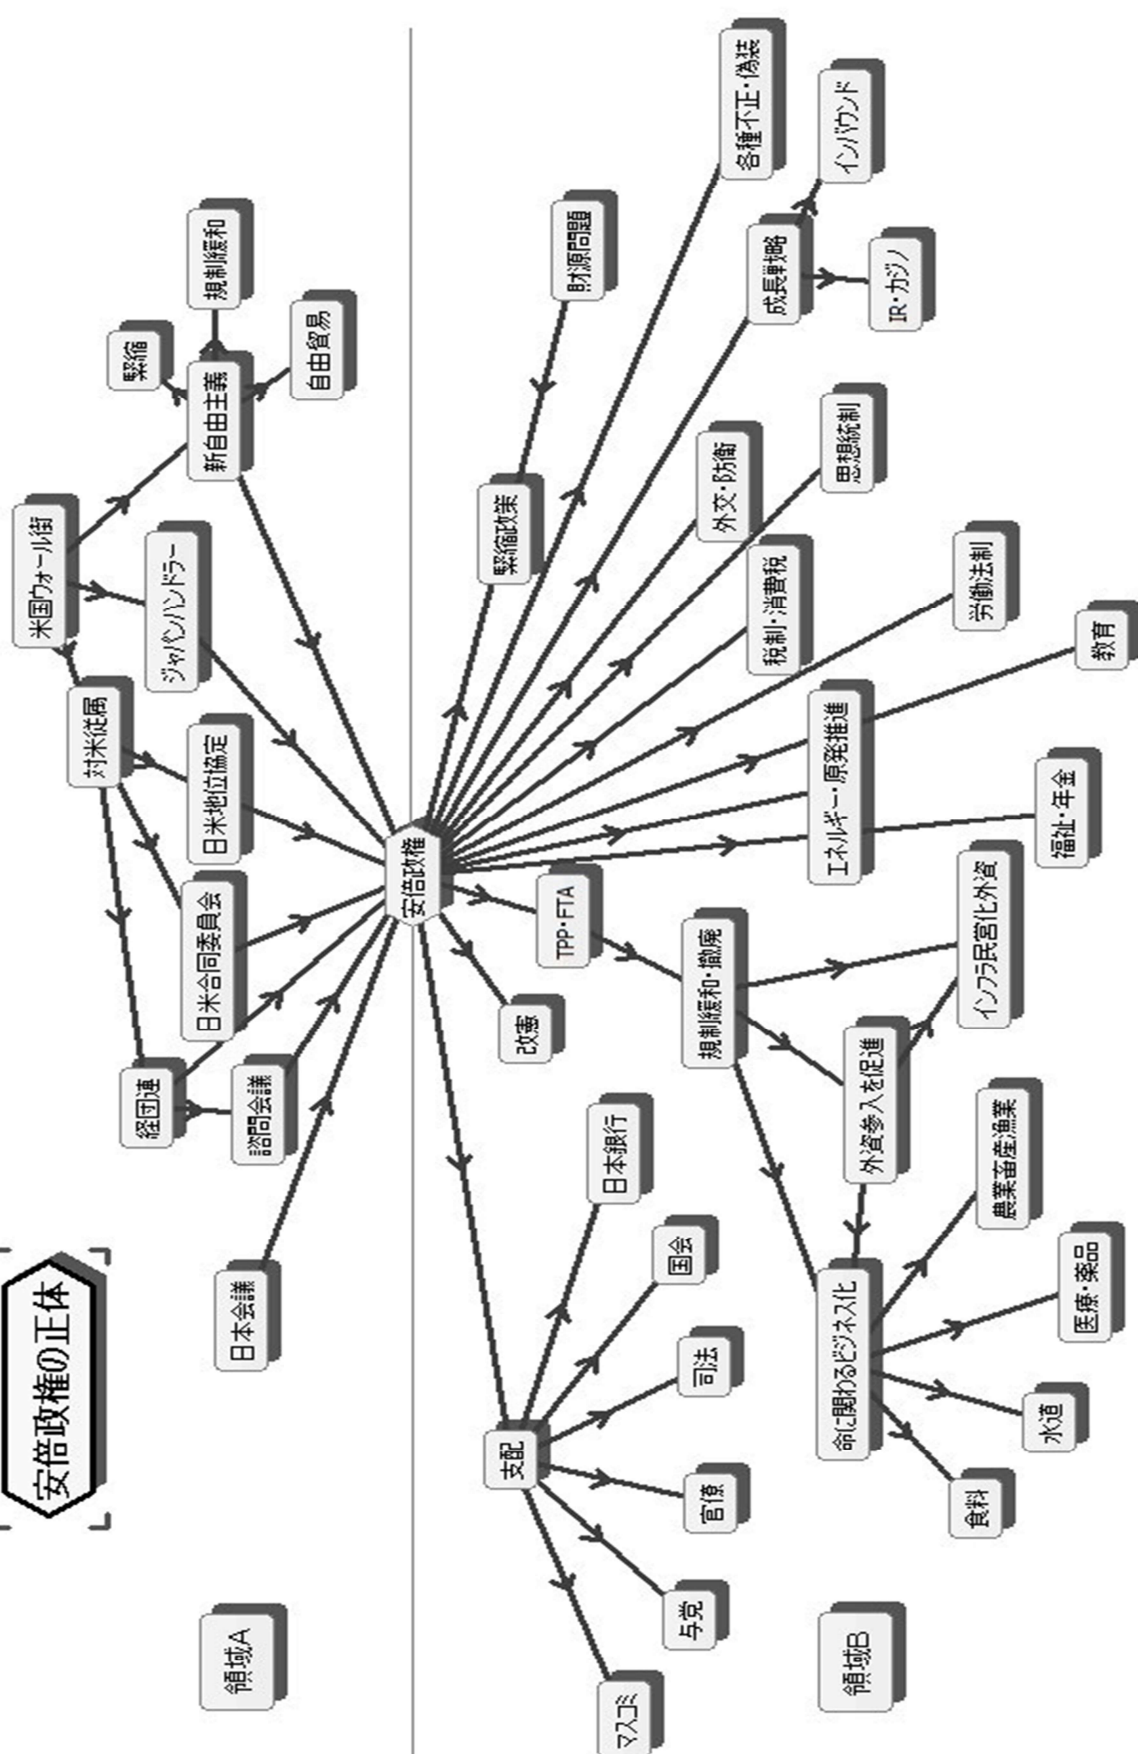 安倍政権の正体
領域A
米国ウォール街
対米従属
緊縮
規制緩和
新自由主義
自由貿易
ジャパンハンドラー
日米地位協定
日米合同委員会
経団連
諮問会議
日本会議
安倍政権
領域B
支配
マスコミ
与党
官僚
司法
国会
日本銀行
改憲
TPP・FTA
規制緩和・撤廃
外資参入を促進
インフラ民営化外資
命に関わるビジネス化
食料
水道
医療・薬品
農業畜産漁業
緊縮政策
財源問題
各種不正・偽装
成長戦略
インバウンド
IR・カジノ
外交・防衛
思想統制
税制・消費税
労働法制
教育
エネルギー・原発推進
福祉・年金